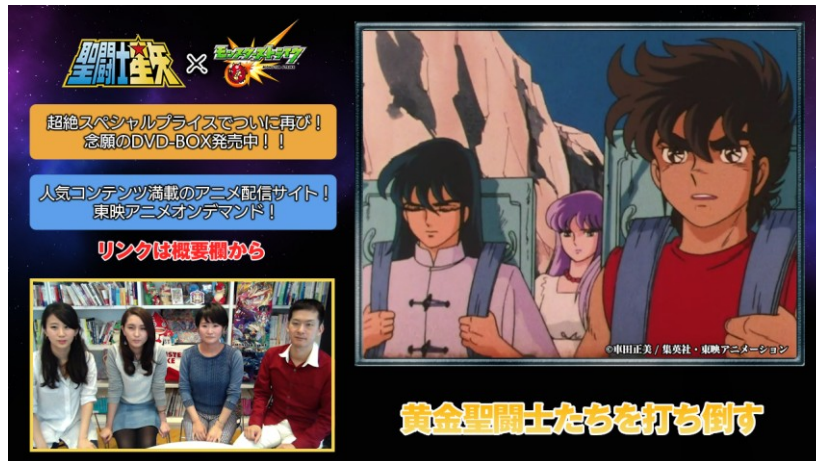 聖闘士星矢
×
モンスターストライク
超絶スペシャルプライスでついに再び！
念願のDVD-BOX発売中！！
人気コンテンツ満載のアニメ配信サイト！
東映アニメオンデマンド！
リンクは概要欄から
©車田正美 / 集英社・東映アニメーション
黄金聖闘士たちを打ち倒す